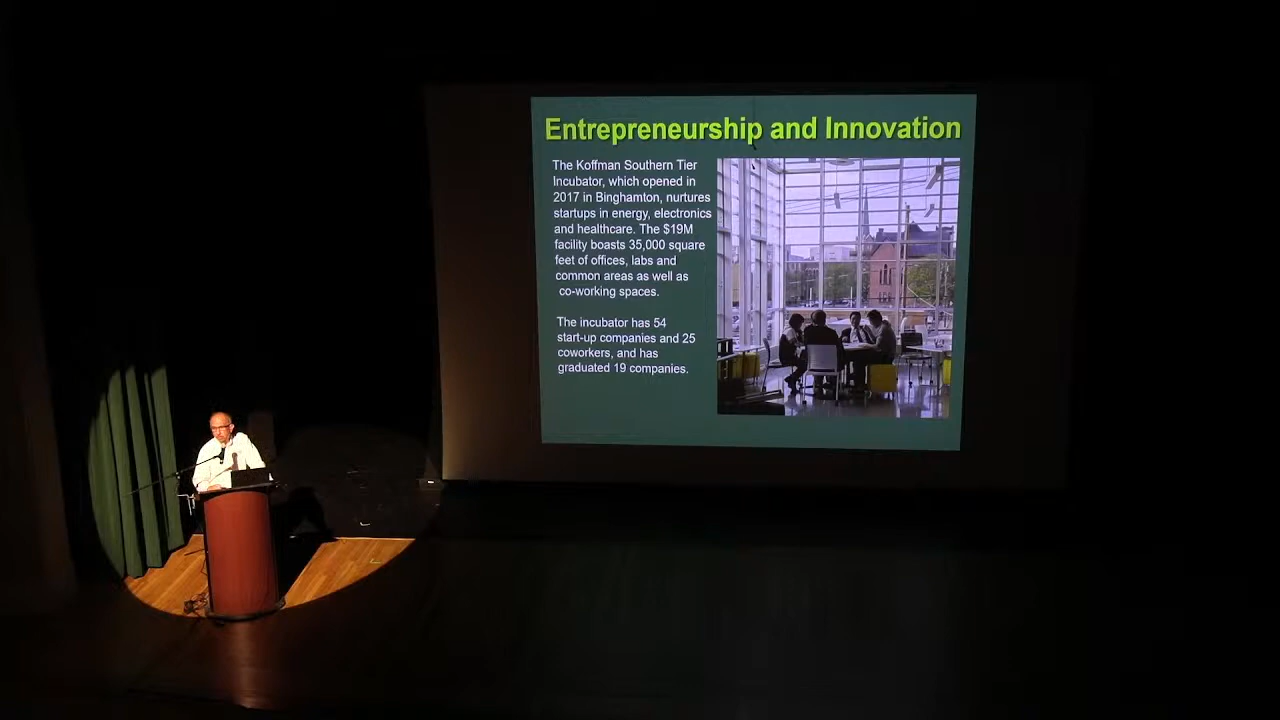 Entrepreneurship and Innovation
The Koffman Southern Tier
Incubator, which opened in
2017 in Binghamton, nurtures
startups in energy, electronics
and healthcare. The $19M
facility boasts 35,000 square
feet of offices, labs and
common areas as well as
co-working spaces.
The incubator has 54
start-up companies and 25
coworkers, and has
graduated 19 companies.